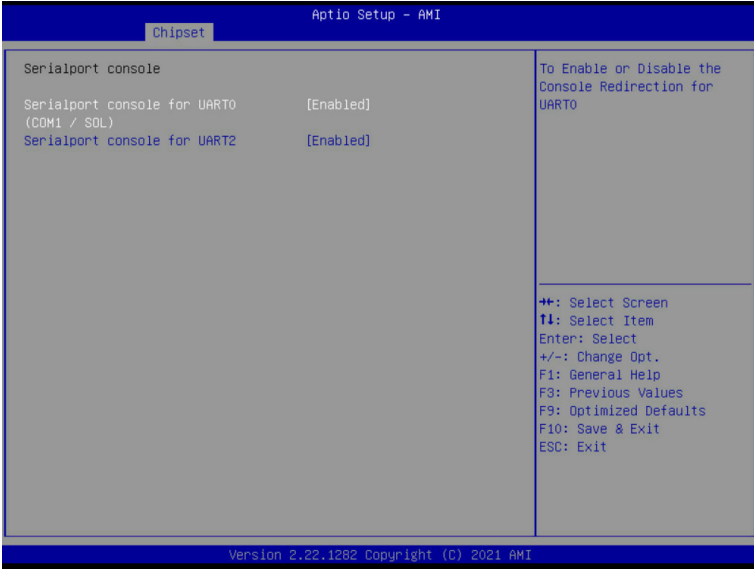 Aptio Setup – AMI
Chipset
Serialport console
Serialport console for UART0 [Enabled]
(COM1 / SOL)
Serialport console for UART2 [Enabled]
To Enable or Disable the
Console Redirection for
UART0
→←: Select Screen
↑↓: Select Item
Enter: Select
+/-: Change Opt.
F1: General Help
F3: Previous Values
F9: Optimized Defaults
F10: Save & Exit
ESC: Exit
Version 2.22.1282 Copyright (C) 2021 AMI